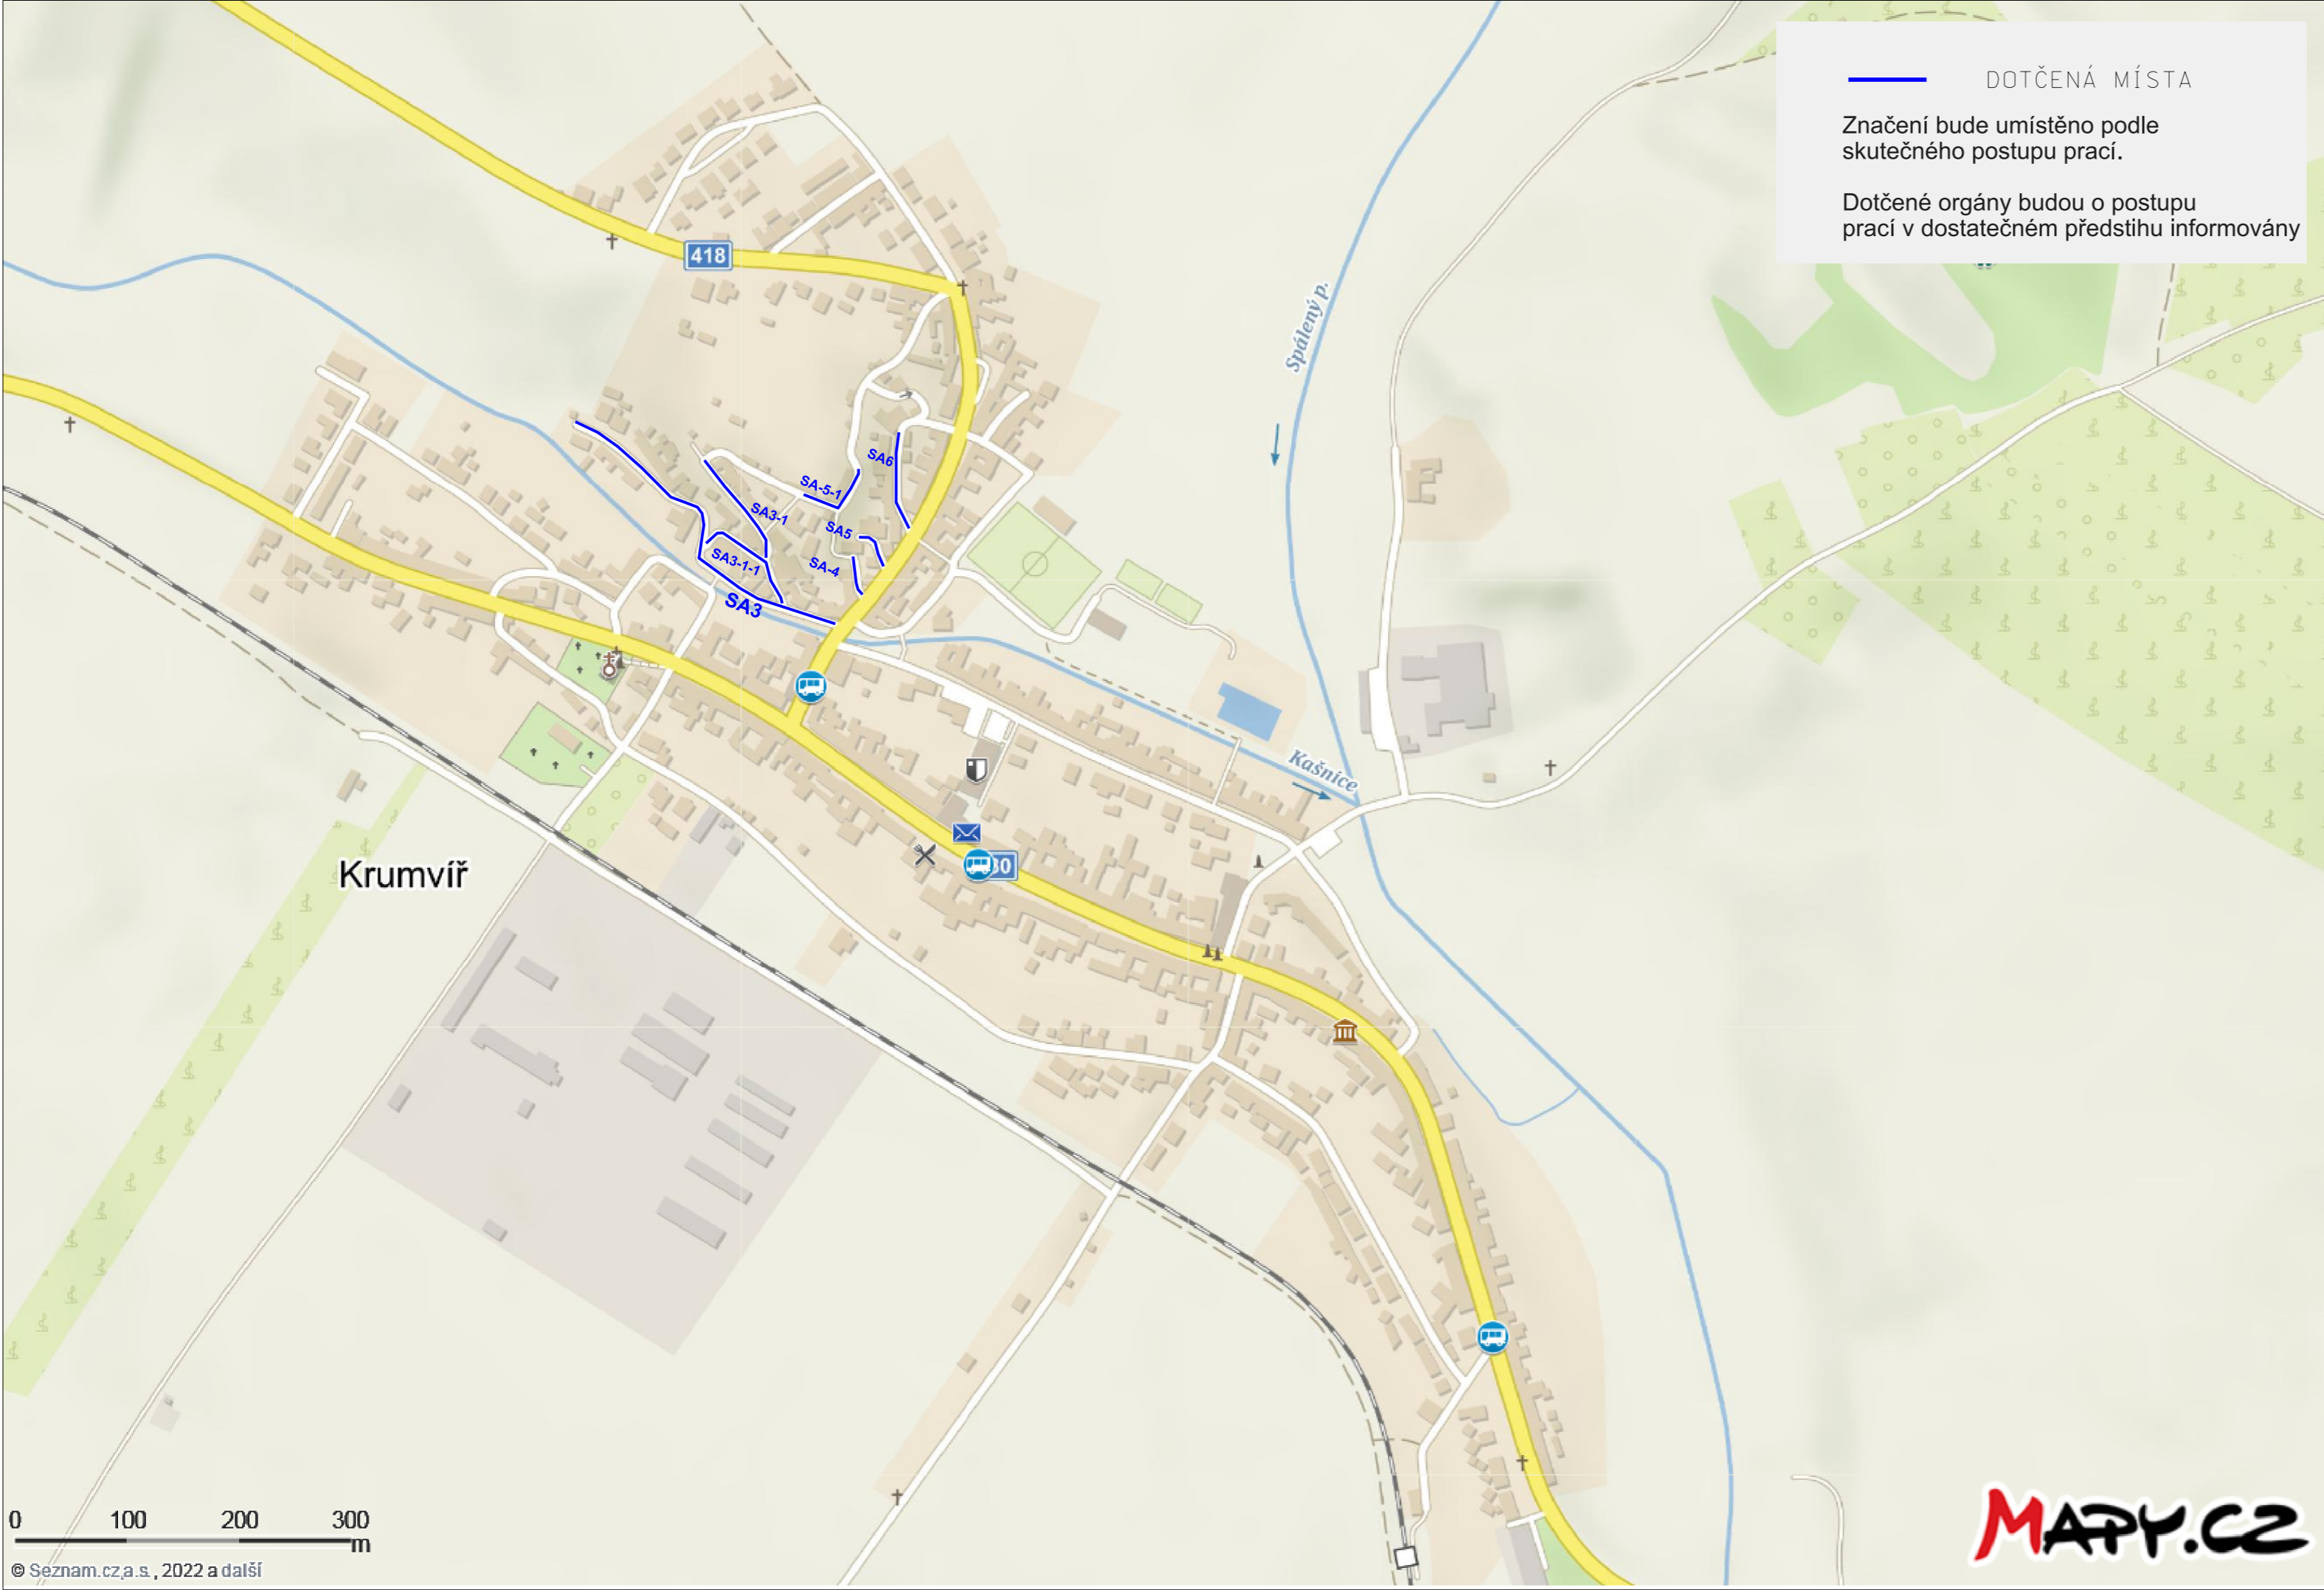 DOTČENÁ MÍSTA
Značení bude umístěno podle
skutečného postupu prací.
Dotčené orgány budou o postupu
prací v dostatečném předstihu informovány
418
Spálený p.
SA6
SA-5-1
SA3-1
SA5
SA3-1-1
SA-4
SA3
Kašnice
30
Krumvíř
0 100 200 300
m
© Seznam.cz,a.s., 2022 a další
MAPY.CZ